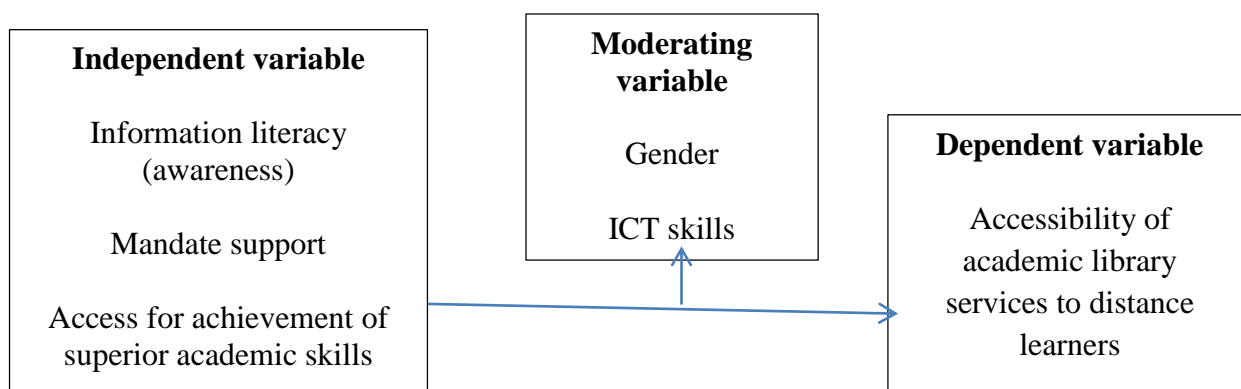 Independent variable
Information literacy
(awareness)
Mandate support
Access for achievement of
superior academic skills
Moderating
variable
Gender
ICT skills
Dependent variable
Accessibility of
academic library
services to distance
learners